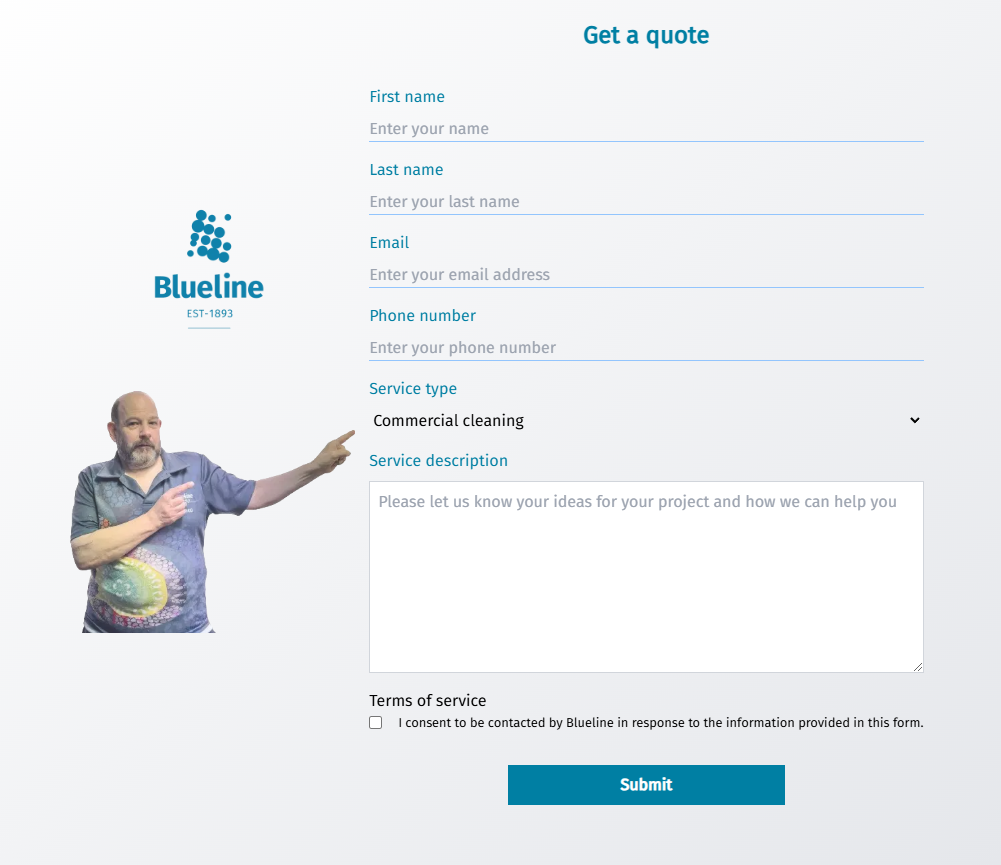 Get a quote
First name
Enter your name
Last name
Enter your last name
Email
Enter your email address
Phone number
Enter your phone number
Service type
Commercial cleaning
Service description
Please let us know your ideas for your project and how we can help you
Terms of service
I consent to be contacted by Blueline in response to the information provided in this form.
Submit
Blueline
EST-1893